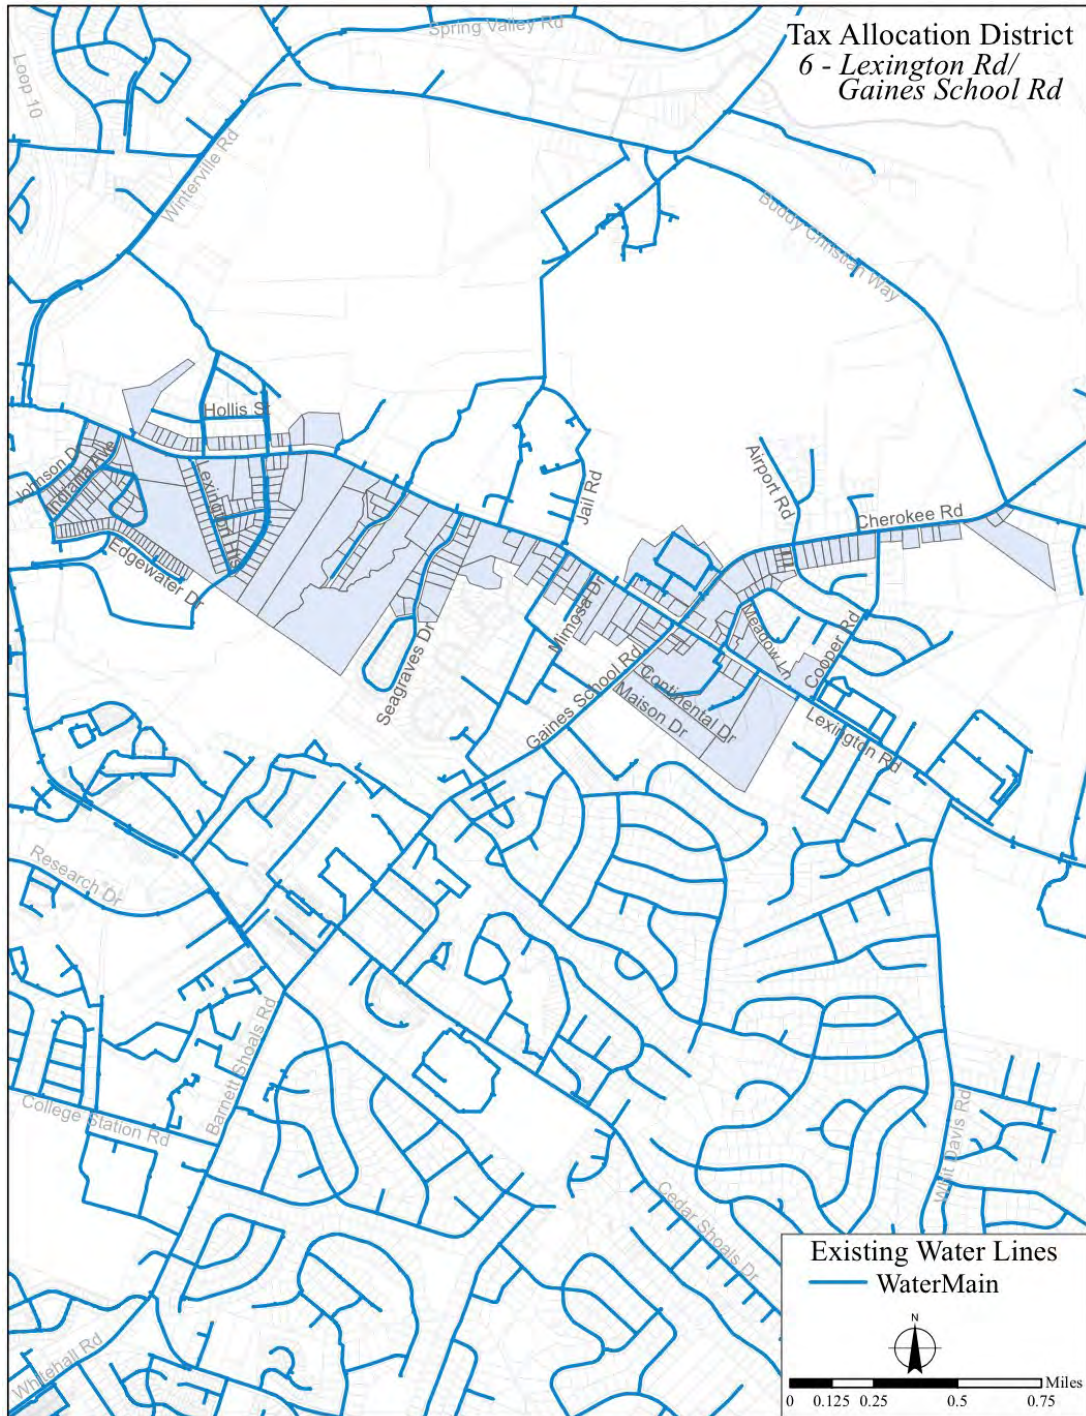 Spring Valley Rd
Tax Allocation District
6 - Lexington Rd/
Gaines School Rd
Loop 10
Winterville Rd
Buddy Christian Way
Hollis St
Johnson Dr
Indiana Ave
Lexington Hts
Edgewater Dr
Jail Rd
Airport Rd
Cherokee Rd
Seagraves Dr
Mimosa Dr
Meadow Ln
Cooper Rd
Gaines School Rd
Continental Dr
Maison Dr
Lexington Rd
Research Dr
Barnett Shoals Rd
College Station Rd
Whit Davis Rd
Cedar Shoals Dr
Whitehall Rd
Existing Water Lines
WaterMain
N
Miles
0 0.125 0.25 0.5 0.75